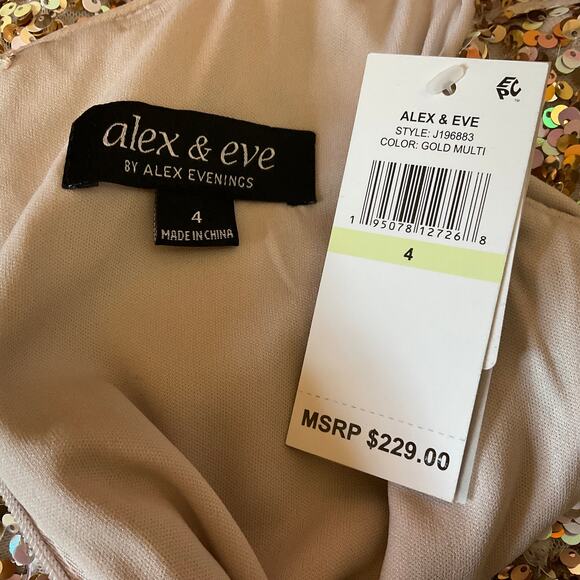 alex & eve
BY ALEX EVENINGS
4
MADE IN CHINA
EPC™
ALEX & EVE
STYLE: J196883
COLOR: GOLD MULTI
1 95078 12726 8
4
MSRP $229.00